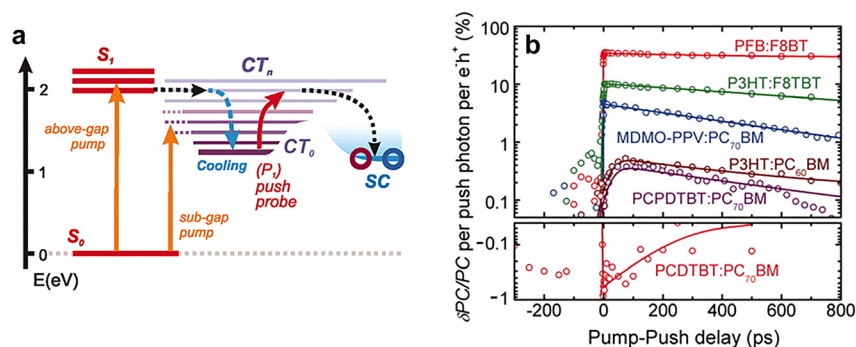 a
S₁
CTₙ
2
above-gap
pump
CT₀
Cooling
(P₁)
push
probe
SC
1
sub-gap
pump
S₀
0
E(eV)
b
δPC/PC per push photon per e⁻h⁺ (%)
100
10
1
0.1
PFB:F8BT
P3HT:F8TBT
MDMO-PPV:PC₇₀BM
P3HT:PC₆₀BM
PCPDTBT:PC₇₀BM
-0.1
-1
PCDTBT:PC₇₀BM
-200 0 200 400 600 800
Pump-Push delay (ps)